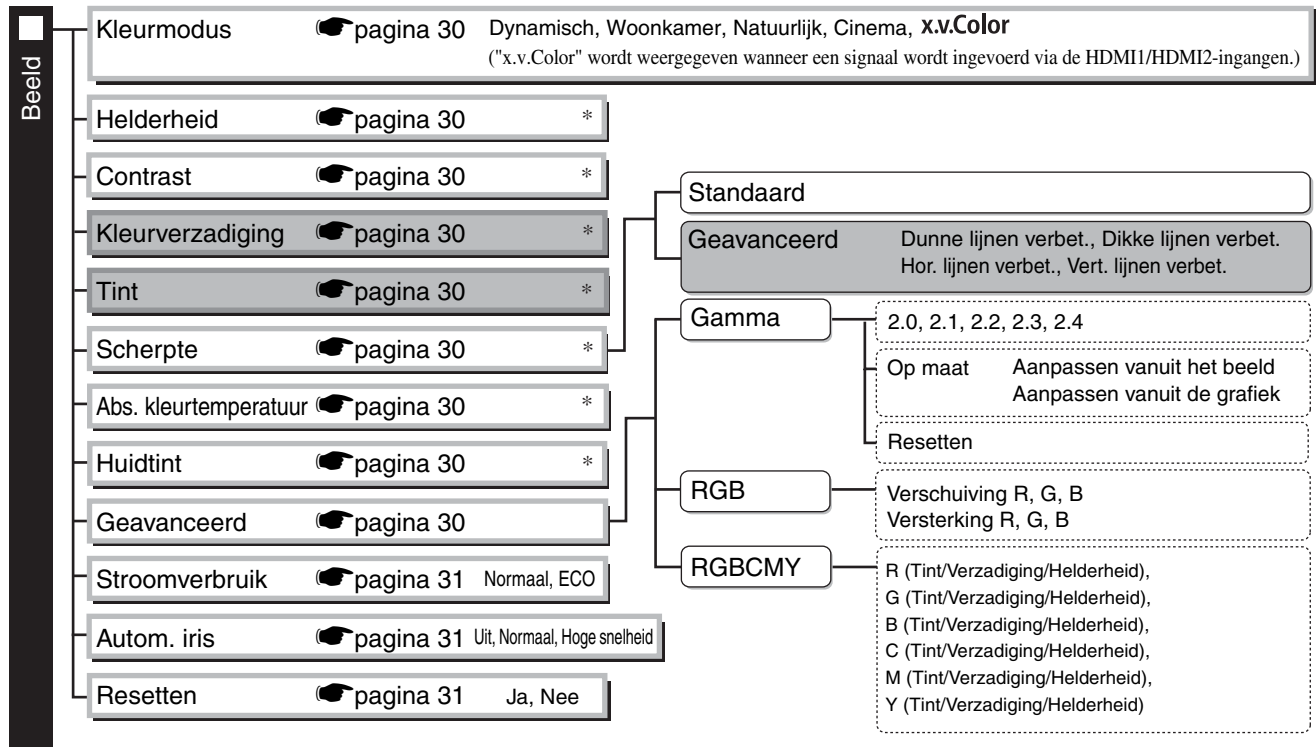 Beeld
Kleurmodus pagina 30 Dynamisch, Woonkamer, Natuurlijk, Cinema, x.v.Color
("x.v.Color" wordt weergegeven wanneer een signaal wordt ingevoerd via de HDMI1/HDMI2-ingangen.)
Helderheid pagina 30 *
Contrast pagina 30 *
Kleurverzadiging pagina 30 *
Tint pagina 30 *
Scherpte pagina 30 *
Abs. kleurtemperatuur pagina 30 *
Huidtint pagina 30 *
Geavanceerd pagina 30
Stroomverbruik pagina 31 Normaal, ECO
Autom. iris pagina 31 Uit, Normaal, Hoge snelheid
Resetten pagina 31 Ja, Nee
Standaard
Geavanceerd Dunne lijnen verbet., Dikke lijnen verbet.
Hor. lijnen verbet., Vert. lijnen verbet.
Gamma
2.0, 2.1, 2.2, 2.3, 2.4
Op maat Aanpassen vanuit het beeld
Aanpassen vanuit de grafiek
Resetten
RGB
Verschuiving R, G, B
Versterking R, G, B
RGBCMY
R (Tint/Verzadiging/Helderheid),
G (Tint/Verzadiging/Helderheid),
B (Tint/Verzadiging/Helderheid),
C (Tint/Verzadiging/Helderheid),
M (Tint/Verzadiging/Helderheid),
Y (Tint/Verzadiging/Helderheid)